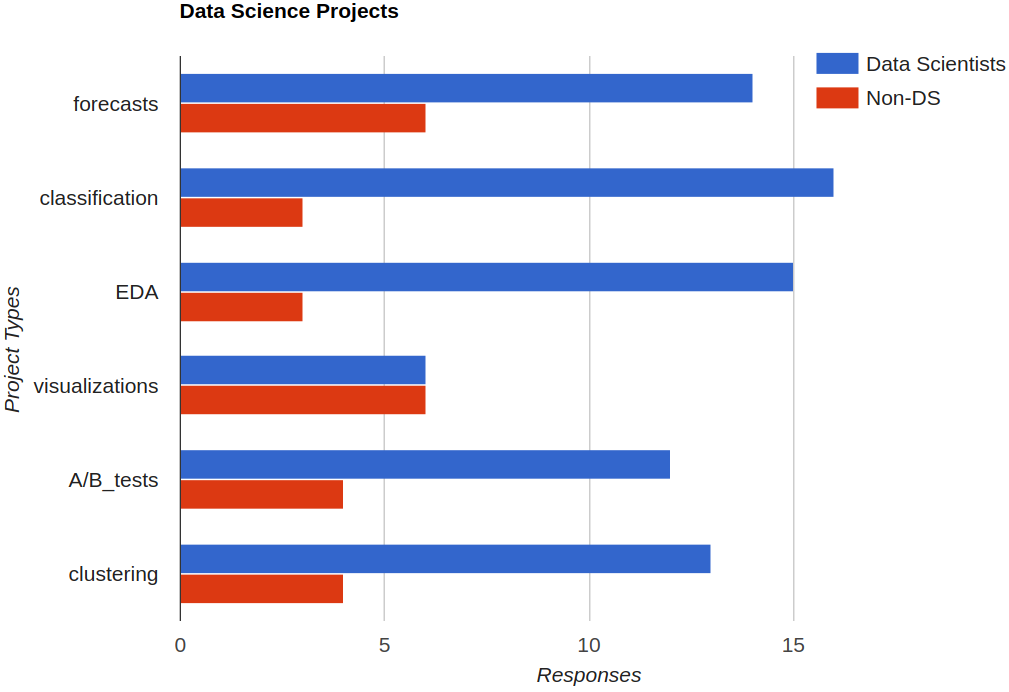 Data Science Projects
Data Scientists
Non-DS
forecasts
classification
EDA
visualizations
A/B_tests
clustering
Project Types
0 5 10 15
Responses